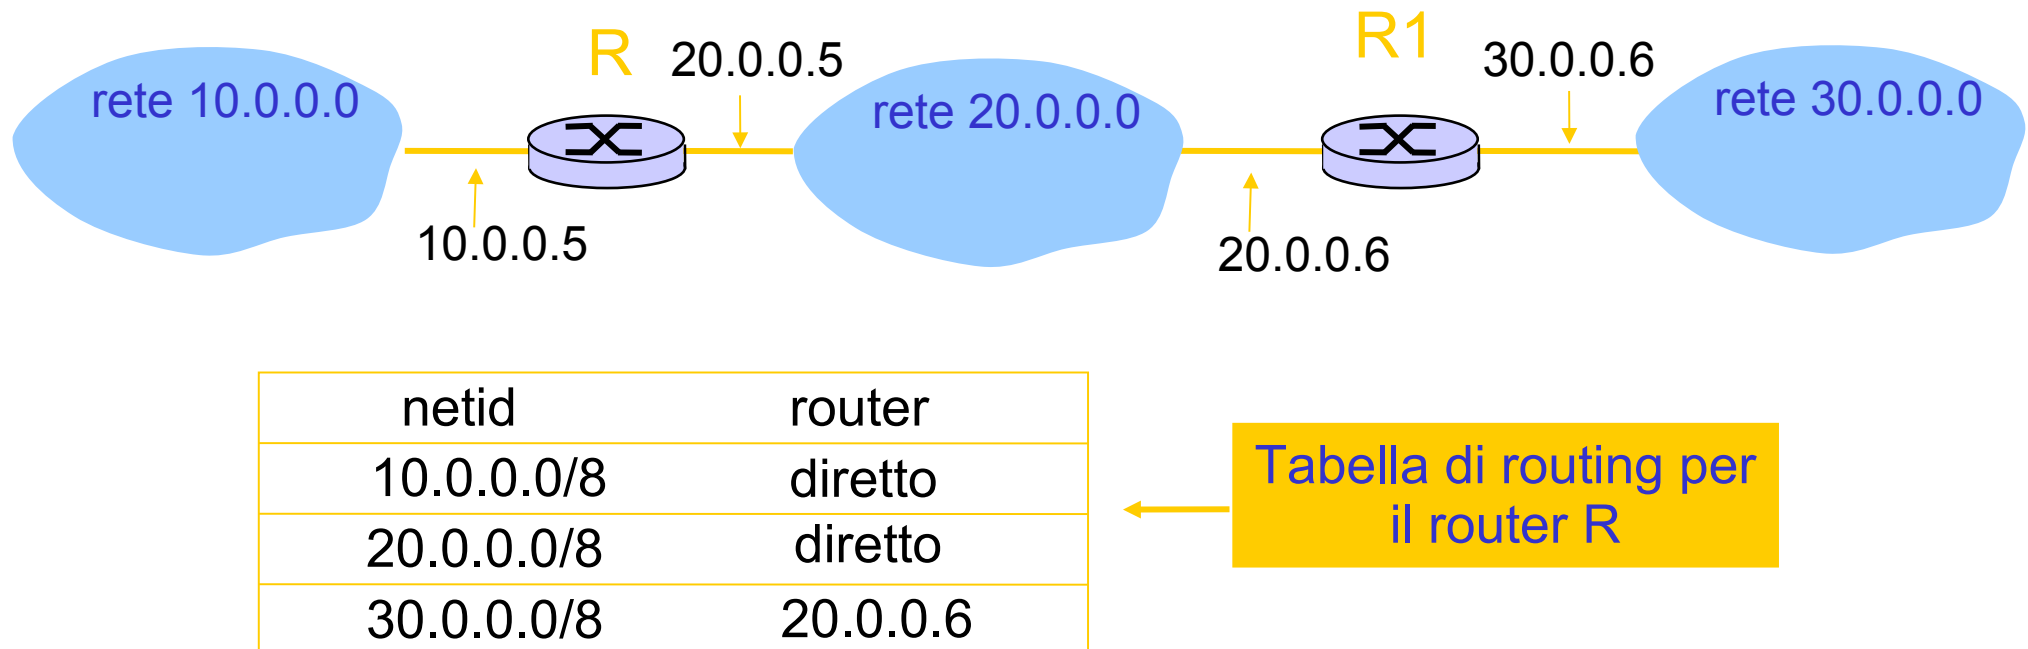 R
20.0.0.5
R1
30.0.0.6
rete 10.0.0.0
rete 20.0.0.0
rete 30.0.0.0
10.0.0.5
20.0.0.6
netid router
10.0.0.0/8 diretto
20.0.0.0/8 diretto
30.0.0.0/8 20.0.0.6
Tabella di routing per
il router R